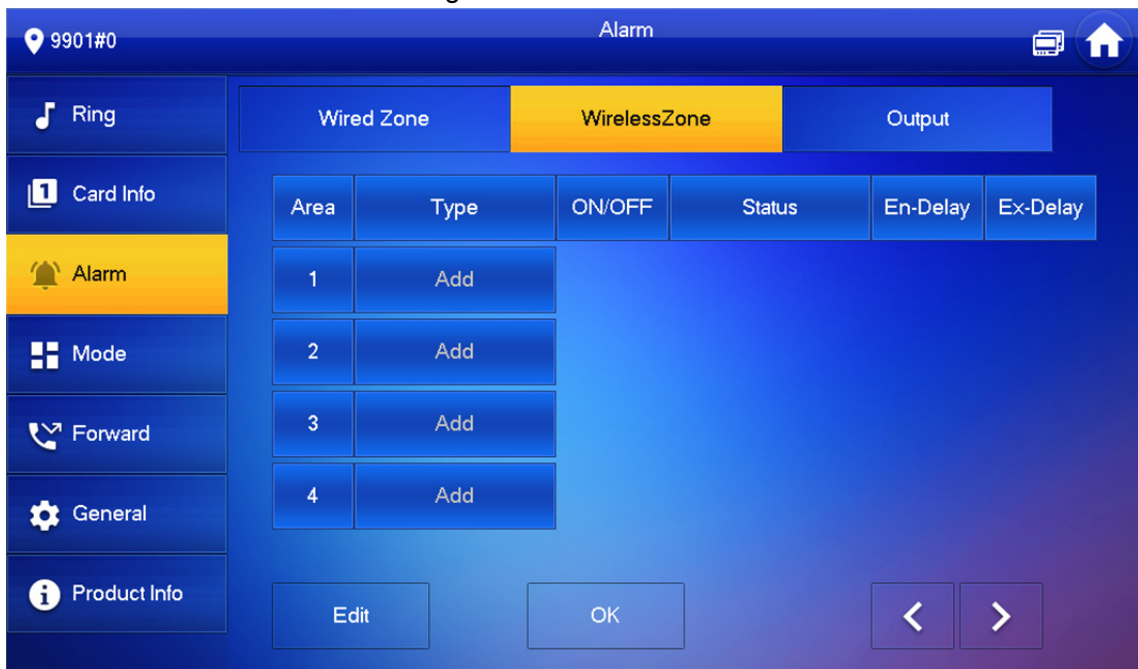 9901#0
Alarm
Ring
Card Info
Alarm
Mode
Forward
General
Product Info
Wired Zone WirelessZone Output
Area Type ON/OFF Status En-Delay Ex-Delay
1 Add
2 Add
3 Add
4 Add
Edit OK